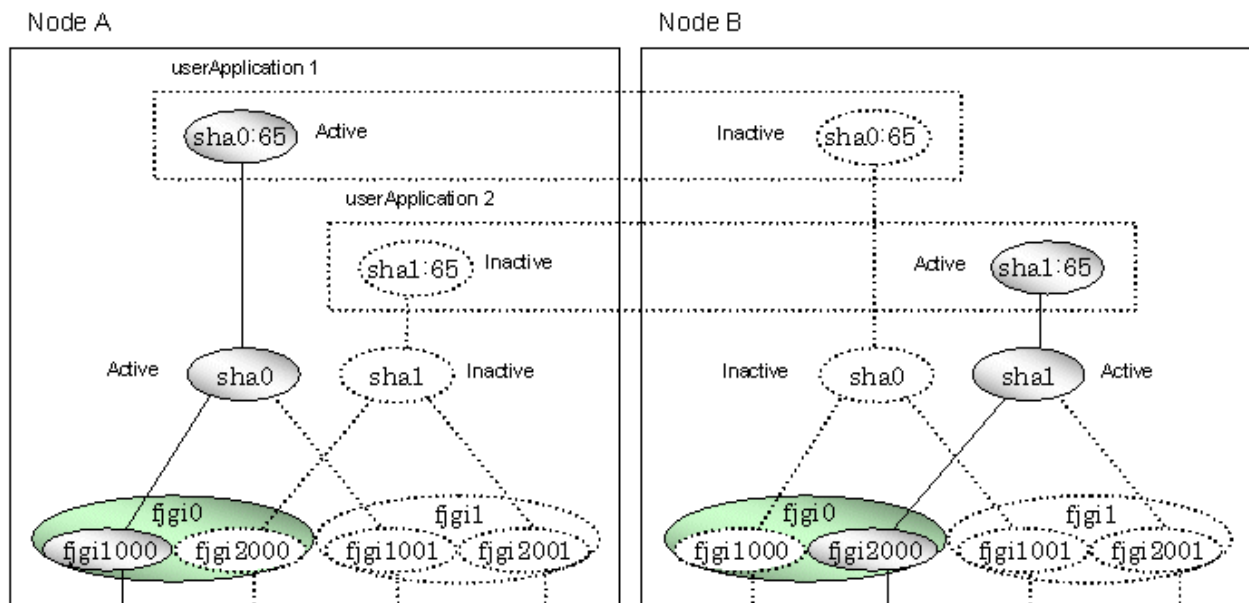 Node A
Node B
userApplication 1
sha0:65
Active
Inactive
sha0:65
userApplication 2
sha1:65
Inactive
Active
sha1:65
Active
sha0
sha1
Inactive
Inactive
sha0
sha1
Active
fjgi0
fjgi1
fjgi0
fjgi1
fjgi1000
fjgi2000
fjgi1001
fjgi2001
fjgi1000
fjgi2000
fjgi1001
fjgi2001